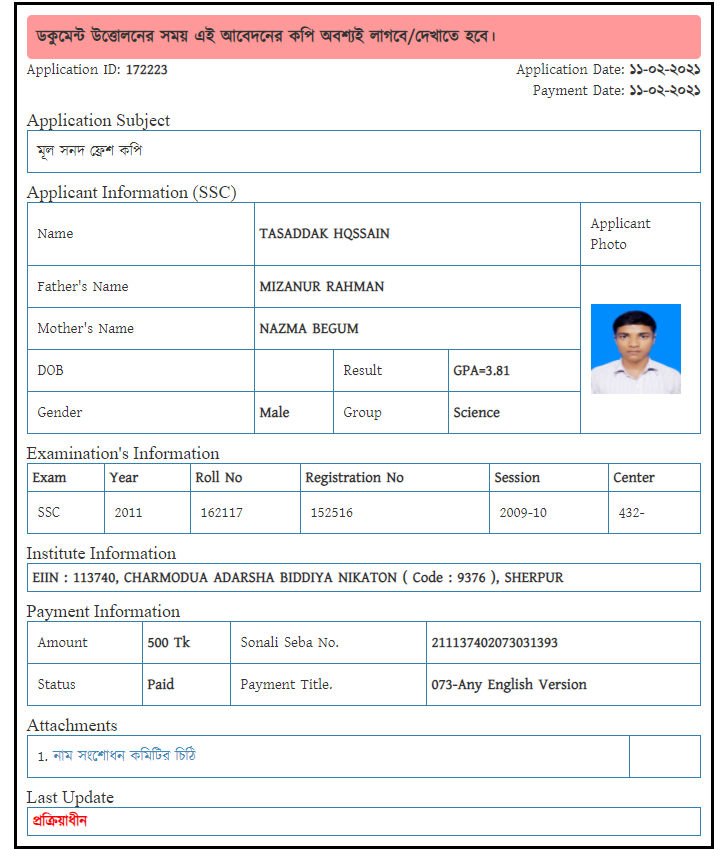 ডকুমেন্ট উত্তোলনের সময় এই আবেদনের কপি অবশ্যই লাগবে/দেখাতে হবে।
Application ID: 172223 Application Date: ১১-০২-২০২১
Payment Date: ১১-০২-২০২১
Application Subject
মূল সনদ ফ্রেশ কপি
Applicant Information (SSC)
Name TASADDAK HQSSAIN Applicant Photo
Father's Name MIZANUR RAHMAN
Mother's Name NAZMA BEGUM
DOB Result GPA=3.81
Gender Male Group Science
Examination's Information
Exam Year Roll No Registration No Session Center
SSC 2011 162117 152516 2009-10 432-
Institute Information
EIIN : 113740, CHARMODUA ADARSHA BIDDIYA NIKATON ( Code : 9376 ), SHERPUR
Payment Information
Amount 500 Tk Sonali Seba No. 211137402073031393
Status Paid Payment Title. 073-Any English Version
Attachments
1. নাম সংশোধন কমিটির চিঠি
Last Update
প্রক্রিয়াধীন